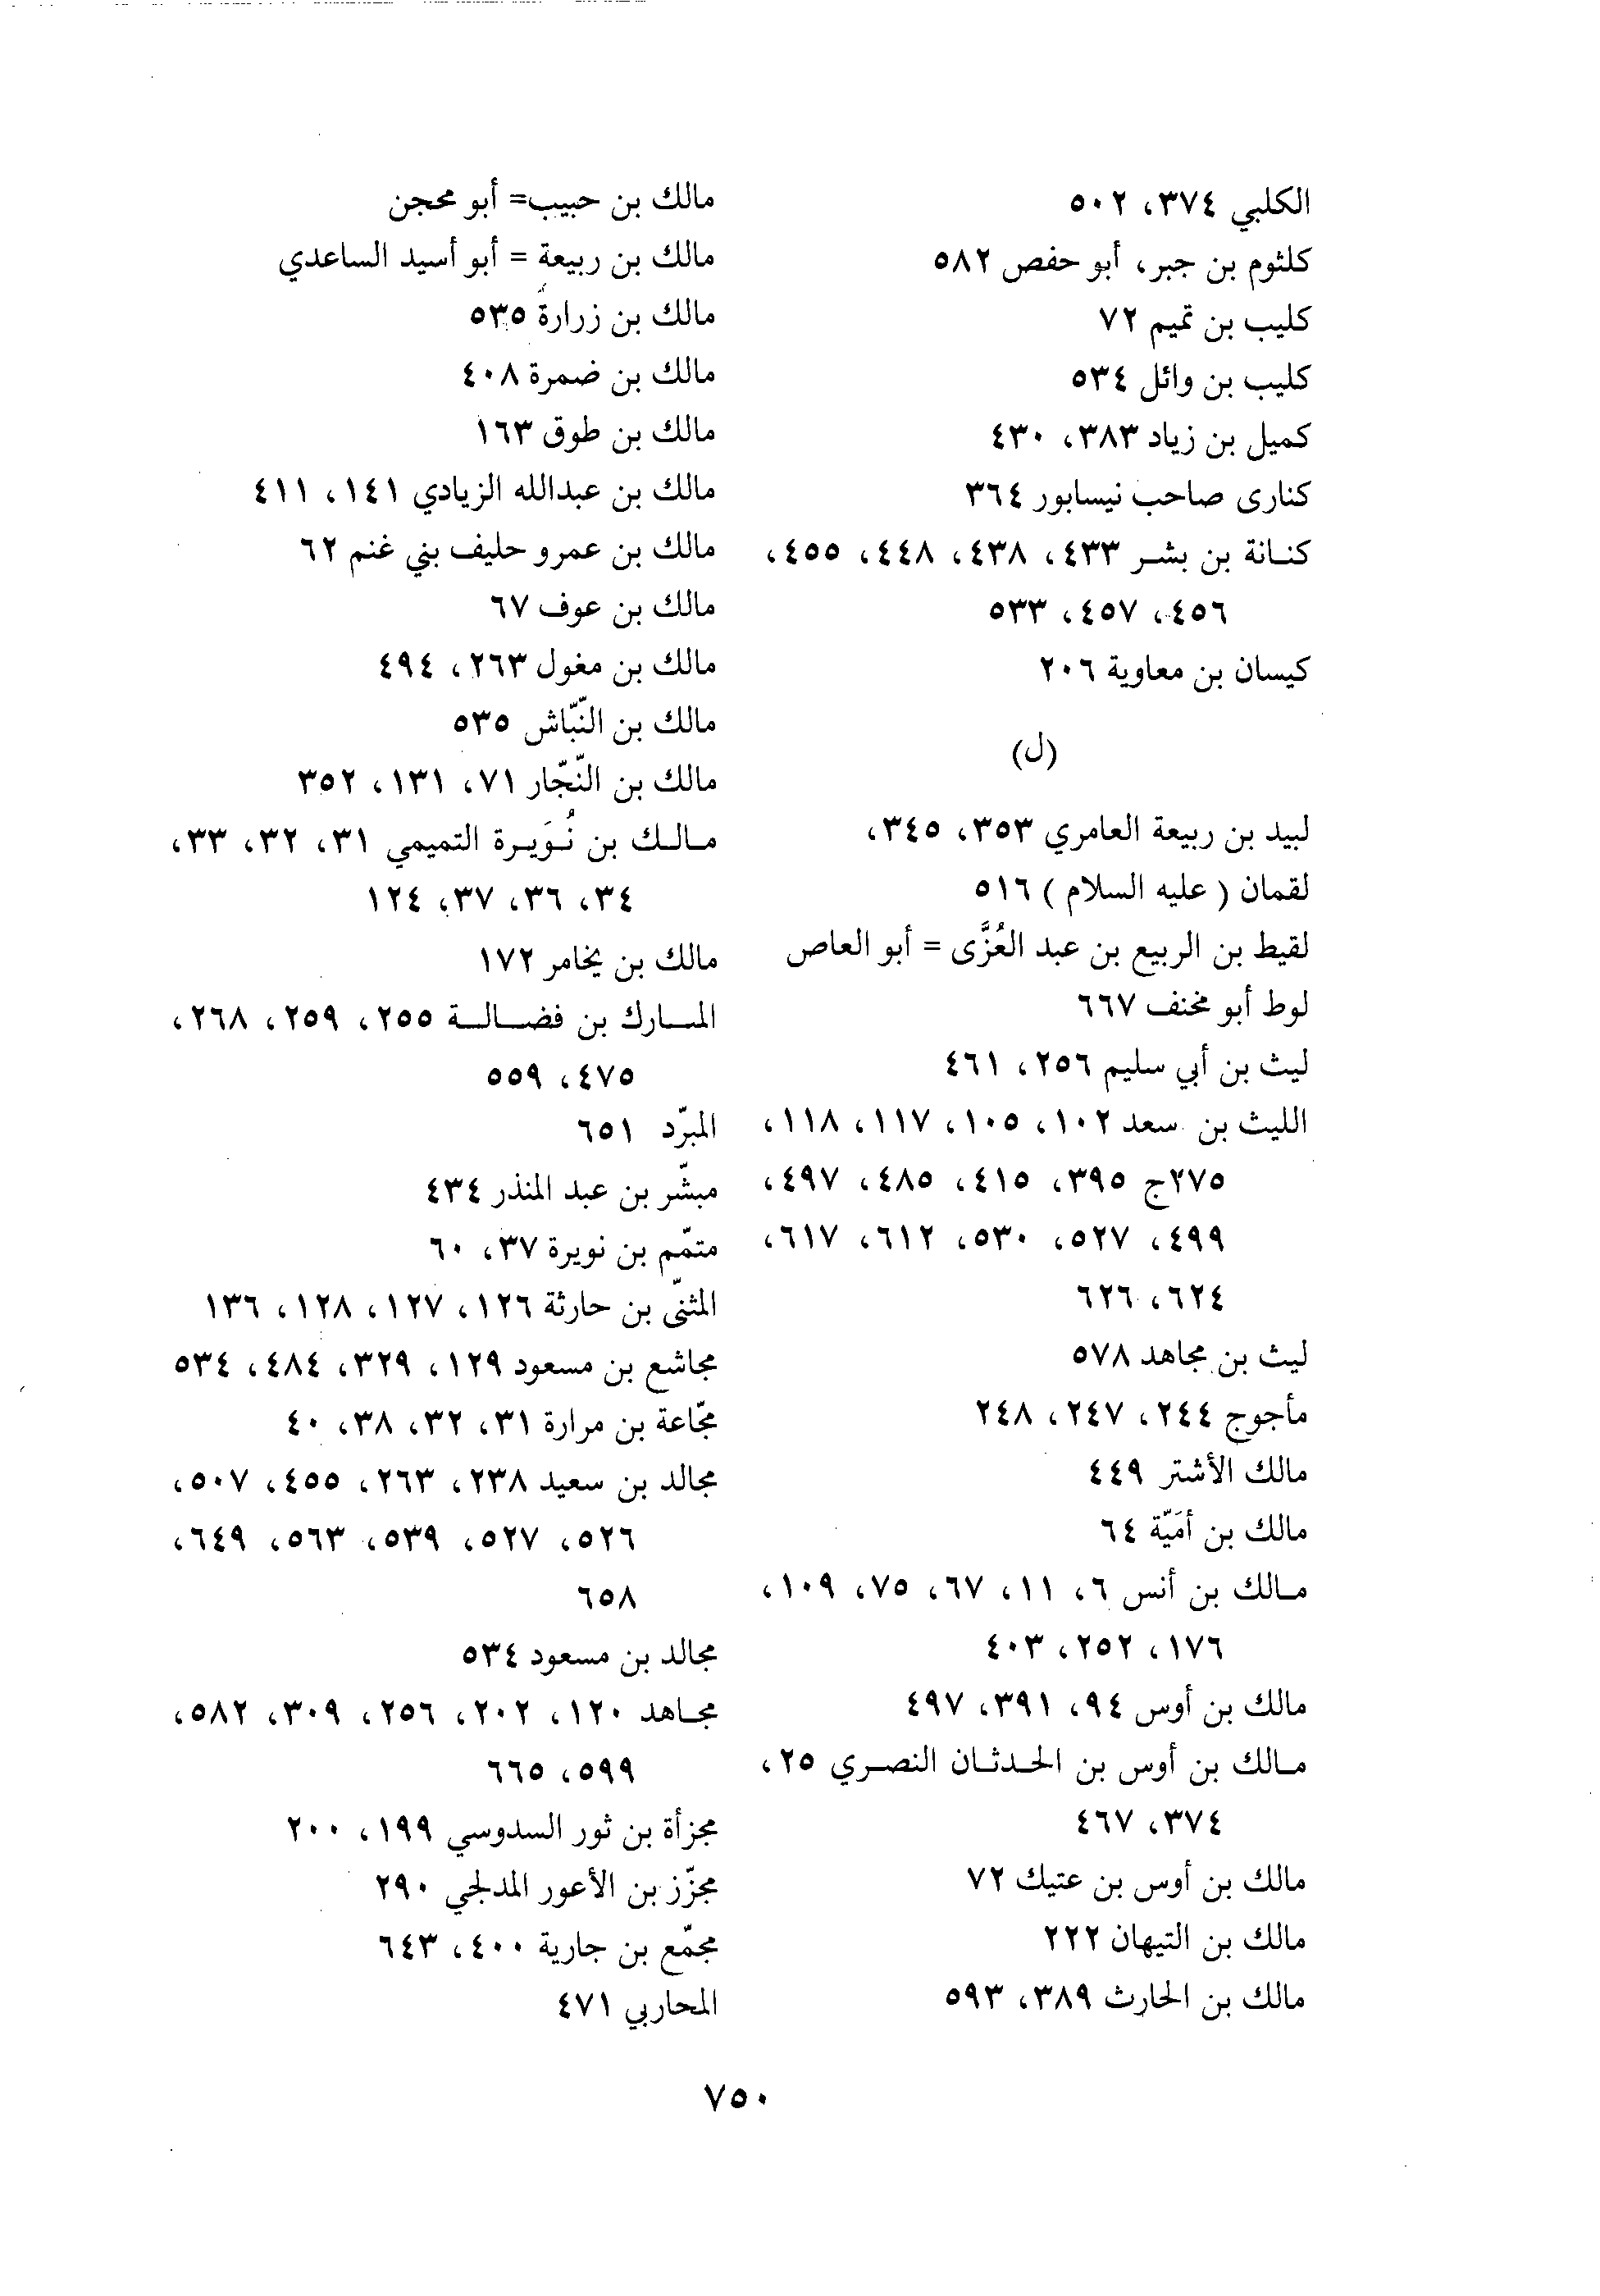 الكلبي ٣٧٤، ٥٠٢
كلثوم بن جبر، أبو حفص ٥٨٢
كليب بن تميم ٧٢
كليب بن وائل ٥٣٤
كميل بن زياد ٣٨٣، ٤٣٠
كنارى صاحب نيسابور ٣٦٤
كنـانة بن بشـر ٤٣٣، ٤٣٨، ٤٤٨، ٤٥٥،
٤٥٦، ٤٥٧، ٥٣٣
كيسان بن معاوية ٢٠٦
(ل)
لبيد بن ربيعة العامري ٣٥٣، ٣٤٥،
لقمان ( عليه السلام ) ٥١٦
لقيط بن الربيع بن عبد العُزَّى = أبو العاص
لوط أبو مخنف ٦٦٧
ليث بن أبي سليم ٢٥٦، ٤٦١
الليث بن سعد ١٠٢، ١٠٥، ١١٧، ١١٨،
٢٧٥ج ٣٩٥، ٤١٥، ٤٨٥، ٤٩٧،
٤٩٩، ٥٢٧، ٥٣٠، ٦١٢، ٦١٧،
٦٢٤، ٦٢٦
ليث بن مجاهد ٥٧٨
مأجوج ٢٤٤، ٢٤٧، ٢٤٨
مالك الأشتر ٤٤٩
مالك بن أمَيّة ٦٤
مـالك بن أنس ٦، ١١، ٦٧، ٧٥، ١٠٩،
١٧٦، ٢٥٢، ٤٠٣
مالك بن أوس ٩٤، ٣٩١، ٤٩٧
مـالك بن أوس بن الحـدثـان النصـري ٢٥،
٣٧٤، ٤٦٧
مالك بن أوس بن عتيك ٧٢
مالك بن التيهان ٢٢٢
مالك بن الحارث ٣٨٩، ٥٩٣
مالك بن حبيب= أبو محجن
مالك بن ربيعة = أبو أسيد الساعدي
مالك بن زرارة ٥٣٥
مالك بن ضمرة ٤٠٨
مالك بن طوق ١٦٣
مالك بن عبدالله الزيادي ١٤١، ٤١١
مالك بن عمرو حليف بني غنم ٦٢
مالك بن عوف ٦٧
مالك بن مغول ٢٦٣، ٤٩٤
مالك بن النّبّاش ٥٣٥
مالك بن النّجّار ٧١، ١٣١، ٣٥٢
مـالـك بن نُـوَيـرة التميمي ٣١، ٣٢، ٣٣،
٣٤، ٣٦، ٣٧، ١٢٤
مالك بن يخامر ١٧٢
المبـارك بن فضـالـة ٢٥٥، ٢٥٩، ٢٦٨،
٤٧٥، ٥٥٩
المبرّد ٦٥١
مبشّر بن عبد المنذر ٤٣٤
متمّم بن نويرة ٣٧، ٦٠
المثنّى بن حارثة ١٢٦، ١٢٧، ١٢٨، ١٣٦
مجاشع بن مسعود ١٢٩، ٣٢٩، ٤٨٤، ٥٣٤
مجّاعة بن مرارة ٣١، ٣٢، ٣٨، ٤٠
مجالد بن سعيد ٢٣٨، ٢٦٣، ٤٥٥، ٥٠٧،
٥٢٦، ٥٢٧، ٥٣٩، ٥٦٣، ٦٤٩،
٦٥٨
مجالد بن مسعود ٥٣٤
مجـاهد ١٢٠، ٢٠٢، ٢٥٦، ٣٠٩، ٥٨٢،
٥٩٩، ٦٦٥
مجزأة بن ثور السدوسي ١٩٩، ٢٠٠
مجزّز بن الأعور المدلجي ٢٩٠
مجمّع بن جارية ٤٠٠، ٦٤٣
المحاربي ٤٧١
٧٥٠